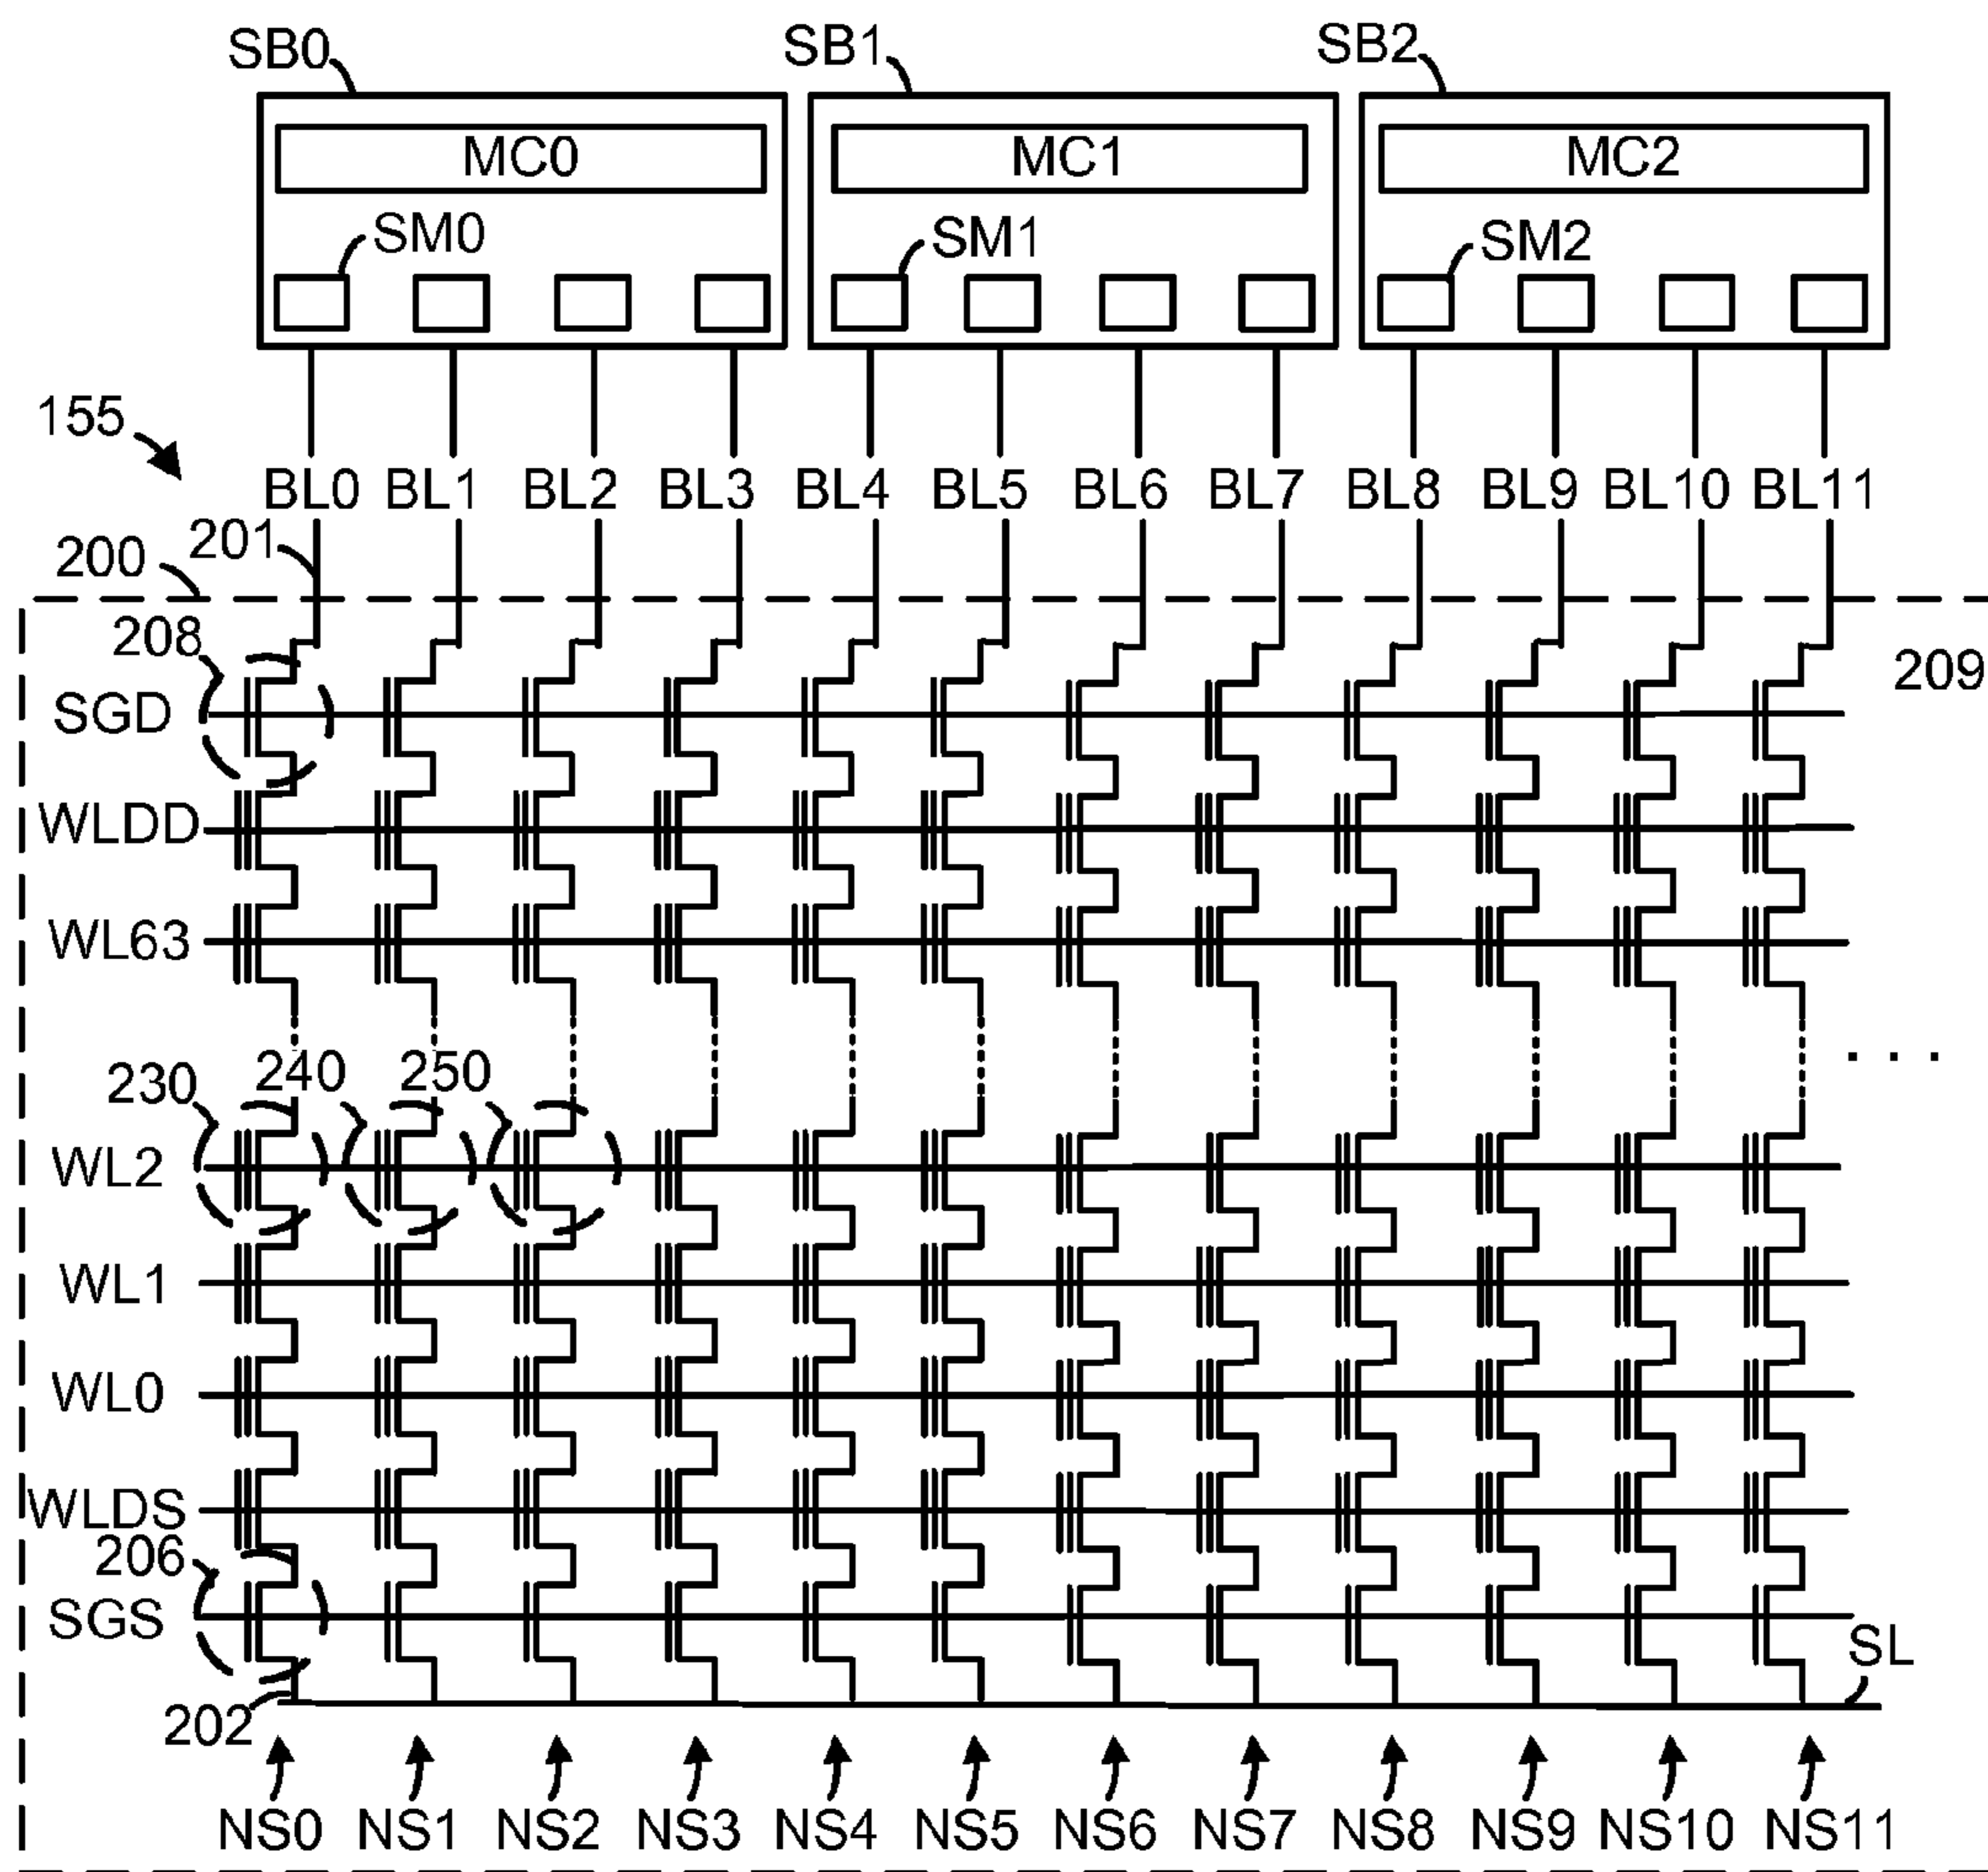 SB0 SB1 SB2
MC0 MC1 MC2
SM0 SM1 SM2
155
BL0 BL1 BL2 BL3 BL4 BL5 BL6 BL7 BL8 BL9 BL10 BL11
201
200
208
209
SGD
WLDD
WL63
. . .
230 240 250
WL2
WL1
WL0
WLDS
206
SGS
SL
202
NS0 NS1 NS2 NS3 NS4 NS5 NS6 NS7 NS8 NS9 NS10 NS11